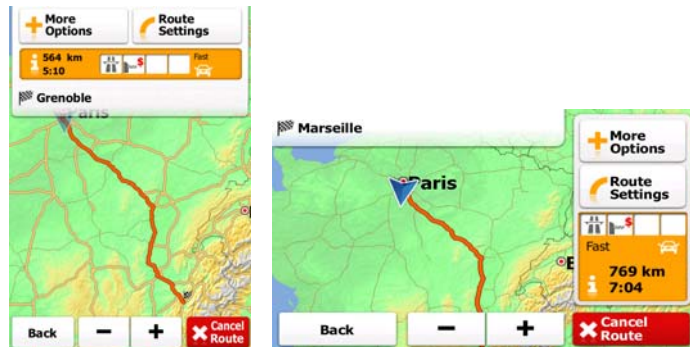 More
Options
Route
Settings
564 km
5:10
$
Fast
Grenoble
Paris
Back
Cancel
Route
Marseille
Paris
More
Options
Route
Settings
$
Fast
769 km
7:04
Back
Cancel
Route